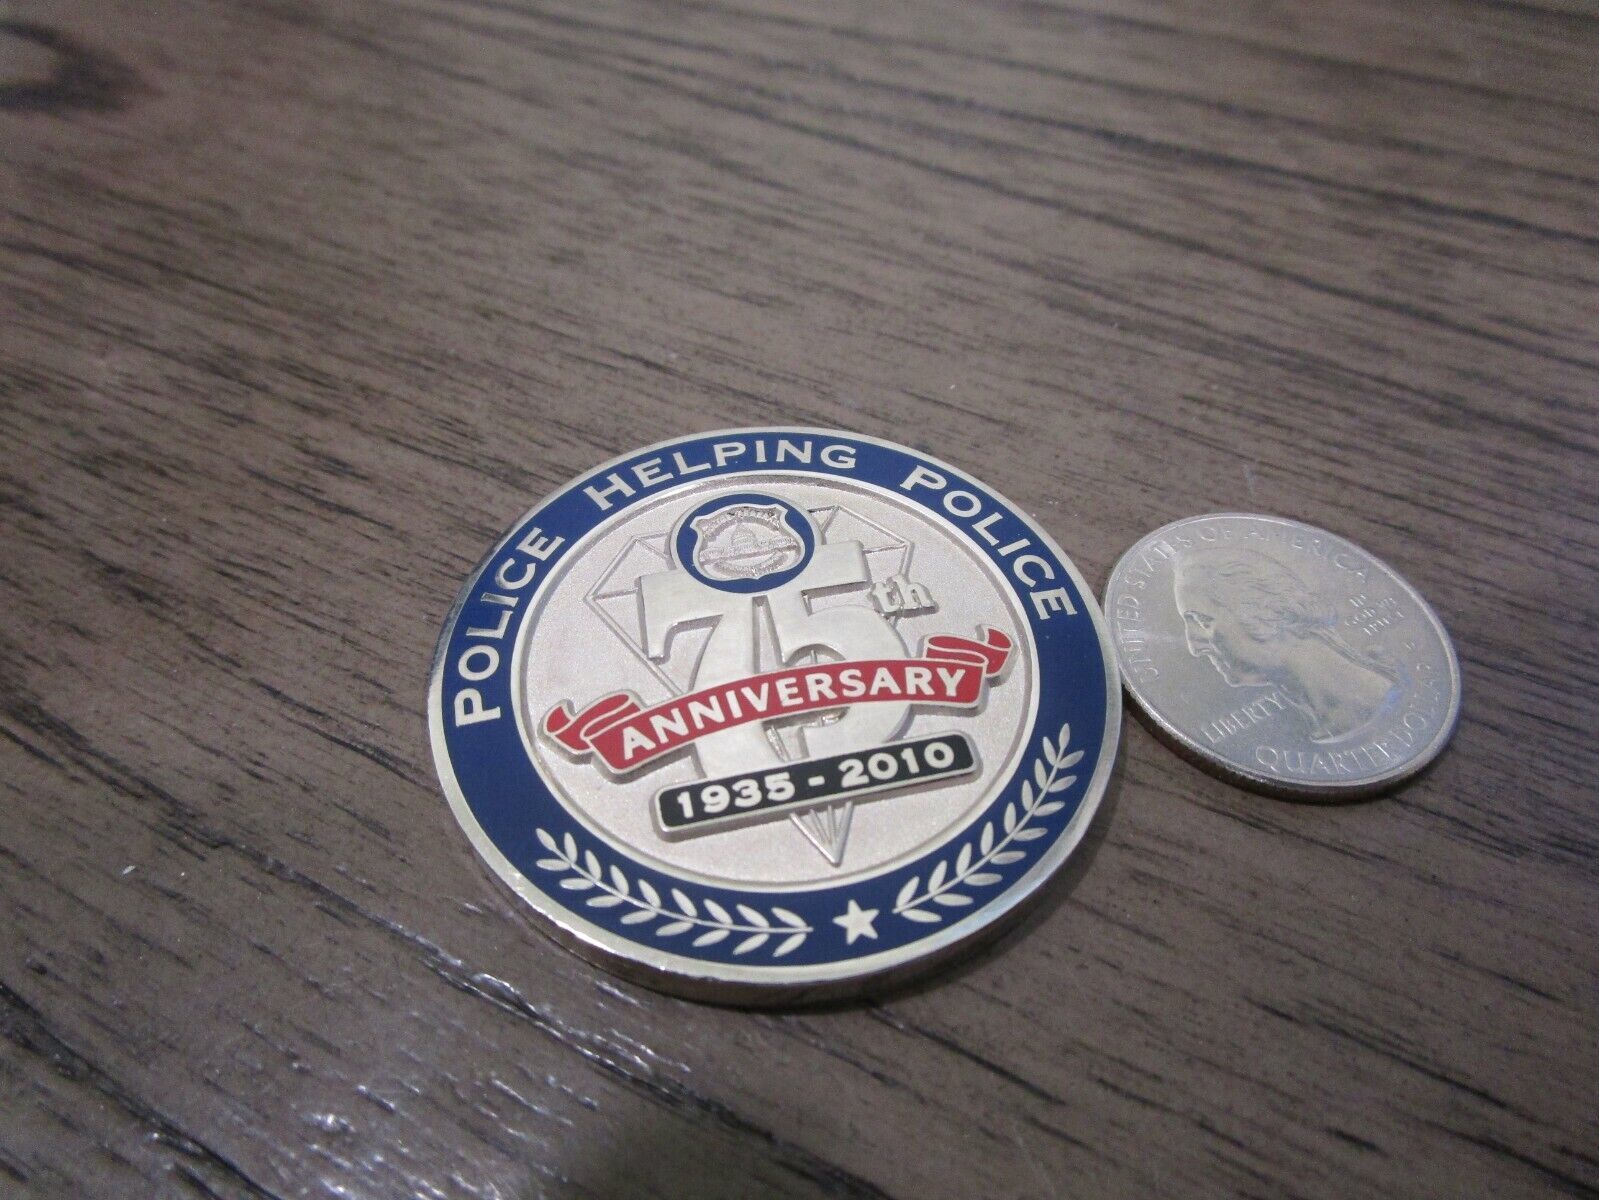 POLICE HELPING POLICE
75th
ANNIVERSARY
1935 - 2010
UNITED STATES OF AMERICA
LIBERTY
IN
GOD WE
TRUST
QUARTER DOLLAR